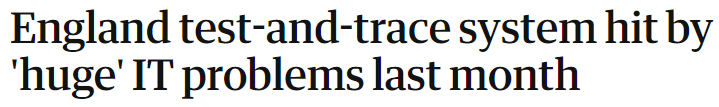 England test-and-trace system hit by
'huge' IT problems last month